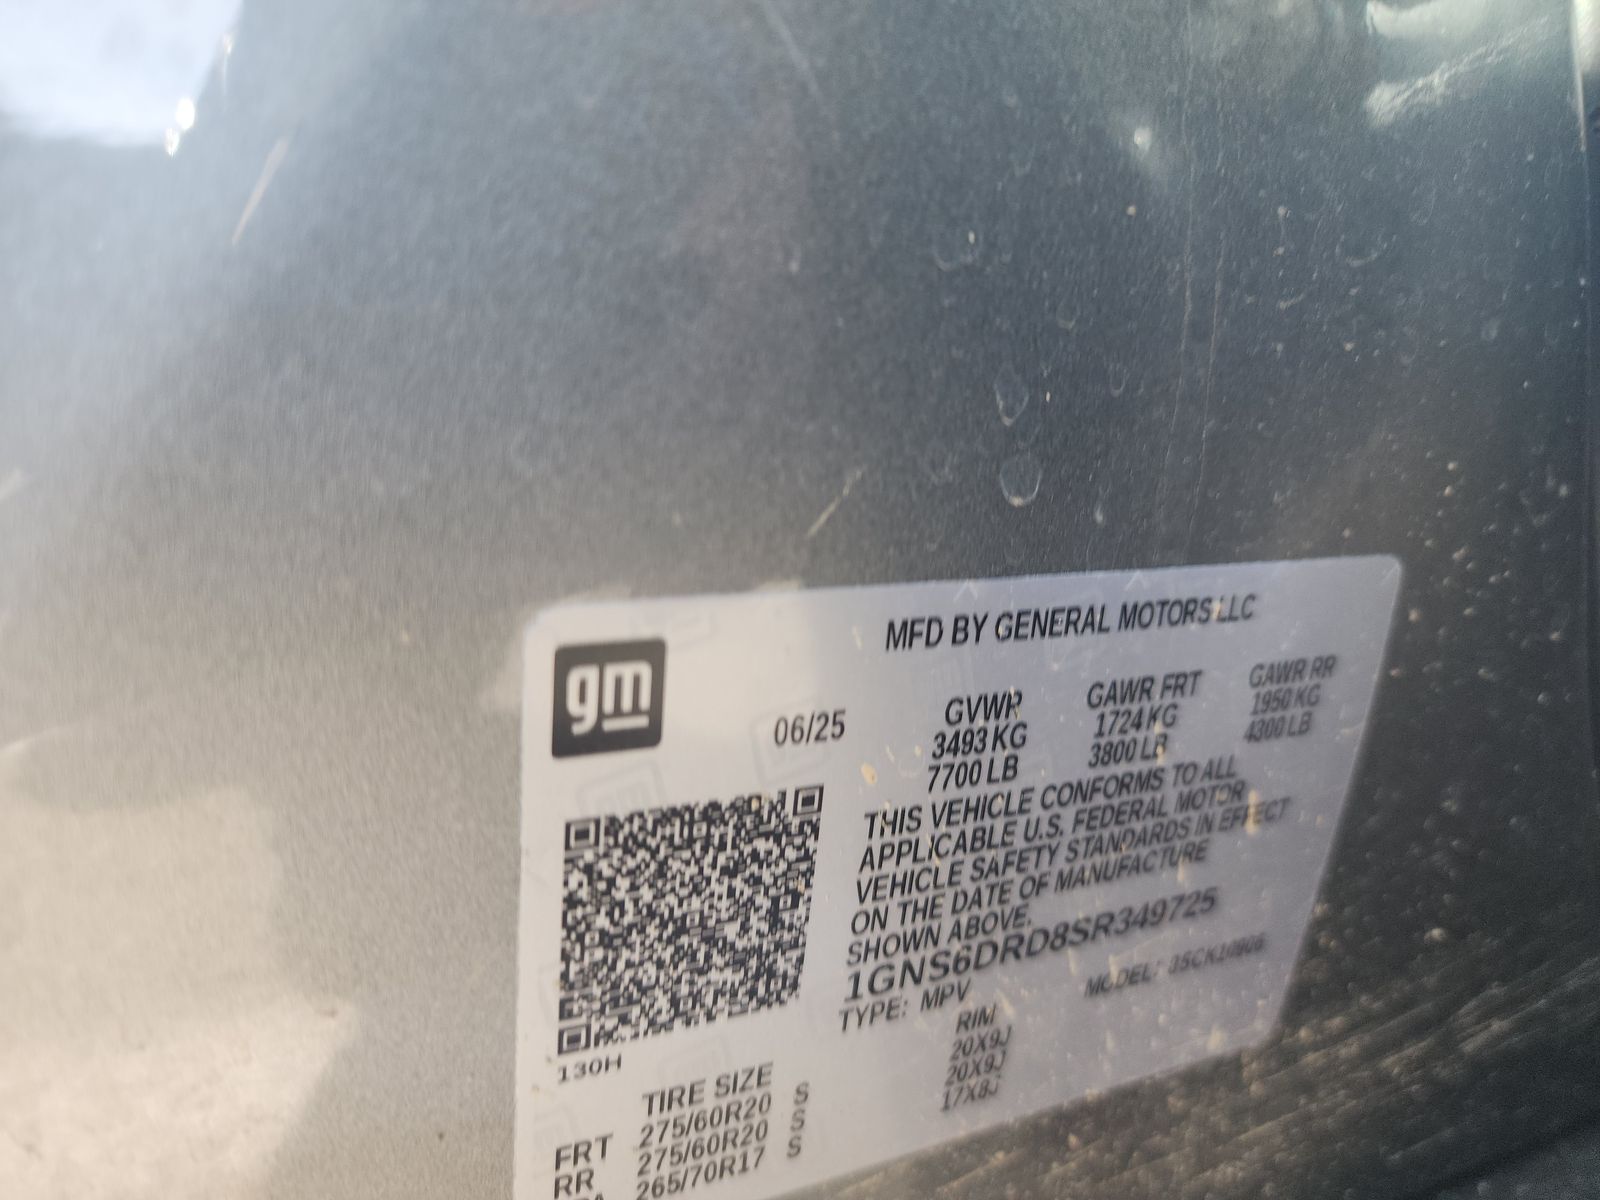 gm
MFD BY GENERAL MOTORS LLC
06/25
GVWR GAWR FRT GAWR RR
3493 KG 1724 KG 1950 KG
7700 LB 3800 LB 4300 LB
THIS VEHICLE CONFORMS TO ALL
APPLICABLE U.S. FEDERAL MOTOR
VEHICLE SAFETY STANDARDS IN EFFECT
ON THE DATE OF MANUFACTURE
SHOWN ABOVE.
1GNS6DRD8SR349725
TYPE: MPV MODEL:
130H
TIRE SIZE RIM
FRT 275/60R20 S 20X9J
RR 275/60R20 S 20X9J
265/70R17 S 17X8J